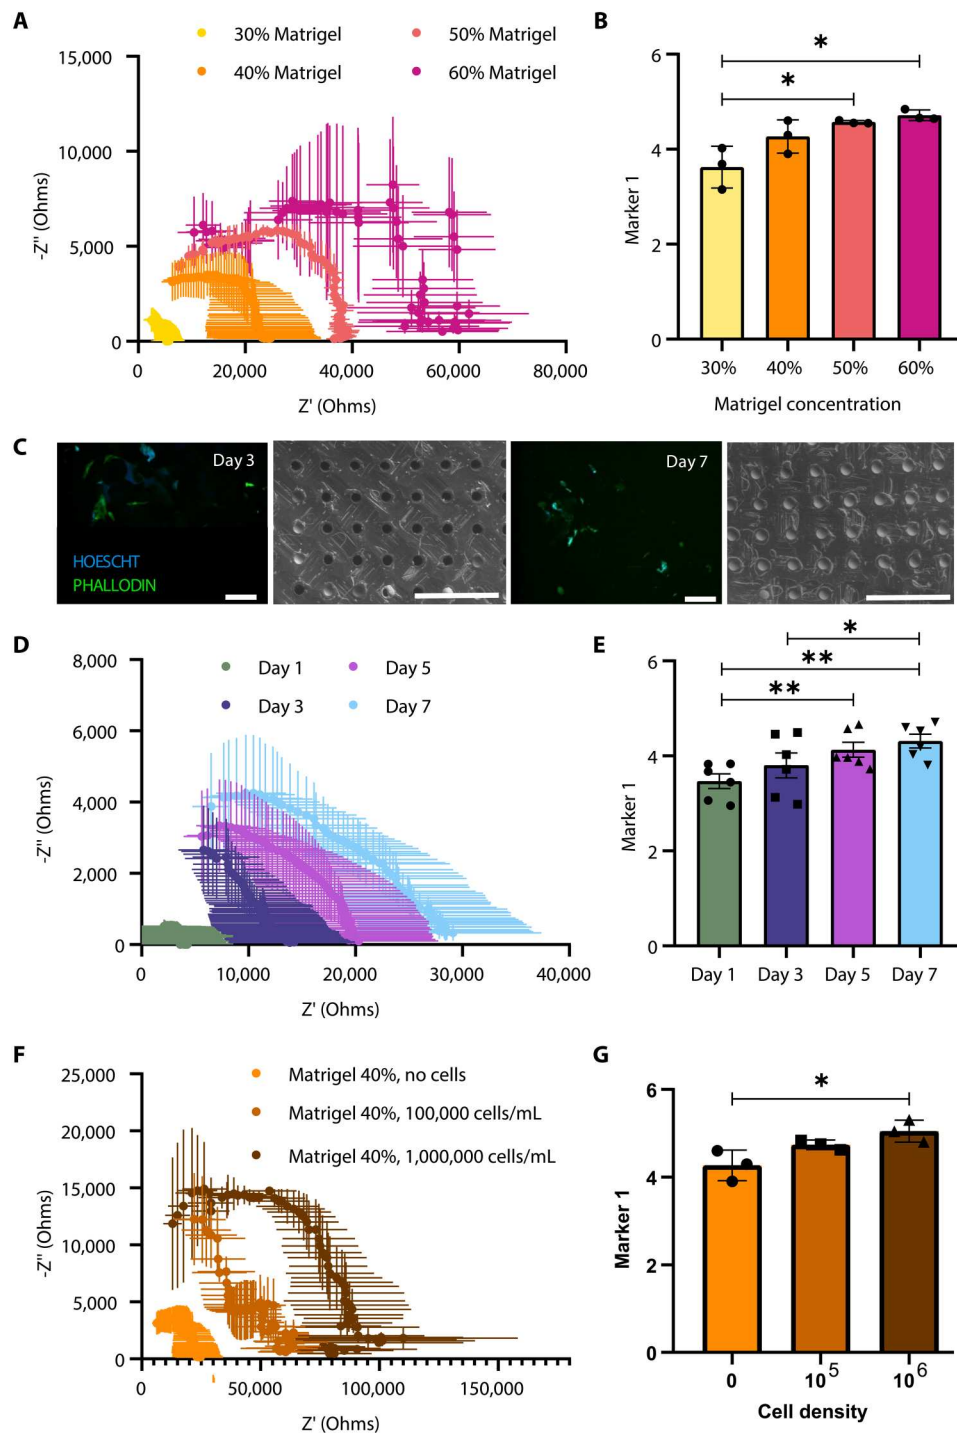 A
30% Matrigel
50% Matrigel
40% Matrigel
60% Matrigel
15,000
10,000
5,000
0
-Z'' (Ohms)
0 20,000 40,000 60,000 80,000
Z' (Ohms)
B
* 
*
6
4
2
0
Marker 1
30% 40% 50% 60%
Matrigel concentration
C
Day 3
HOESCHT
PHALLODIN
Day 7
D
Day 1
Day 5
Day 3
Day 7
8,000
6,000
4,000
2,000
0
-Z'' (Ohms)
0 10,000 20,000 30,000 40,000
Z' (Ohms)
E
*
**
**
6
4
2
0
Marker 1
Day 1 Day 3 Day 5 Day 7
F
Matrigel 40%, no cells
Matrigel 40%, 100,000 cells/mL
Matrigel 40%, 1,000,000 cells/mL
25,000
20,000
15,000
10,000
5,000
0
-Z'' (Ohms)
0 50,000 100,000 150,000
Z' (Ohms)
G
*
6
4
2
0
Marker 1
0 10⁵ 10⁶
Cell density